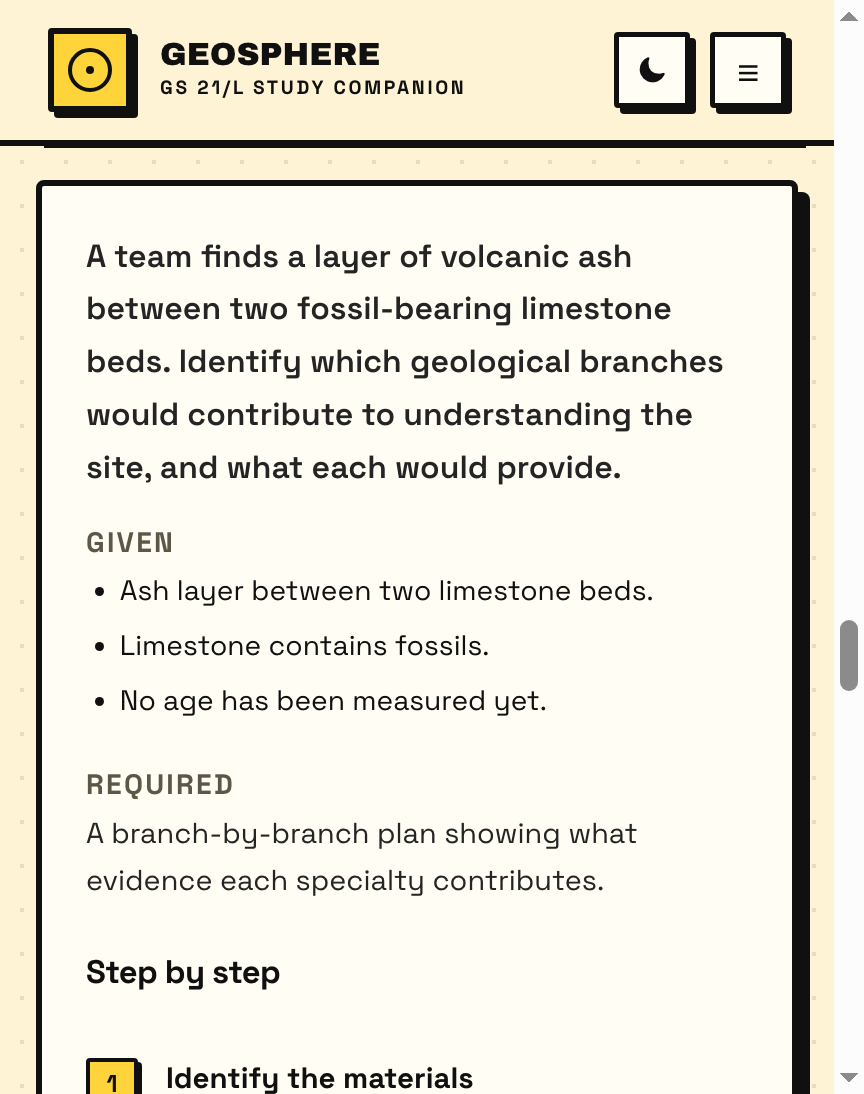 GEOSPHERE
GS 21/L STUDY COMPANION
A team finds a layer of volcanic ash
between two fossil-bearing limestone
beds. Identify which geological branches
would contribute to understanding the
site, and what each would provide.
GIVEN
• Ash layer between two limestone beds.
• Limestone contains fossils.
• No age has been measured yet.
REQUIRED
A branch-by-branch plan showing what
evidence each specialty contributes.
Step by step
1 Identify the materials